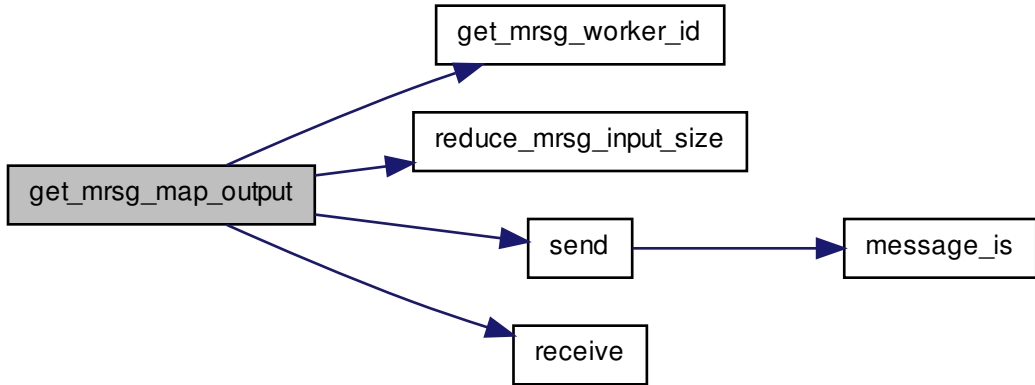 get_mrsg_worker_id
reduce_mrsg_input_size
get_mrsg_map_output
send
message_is
receive